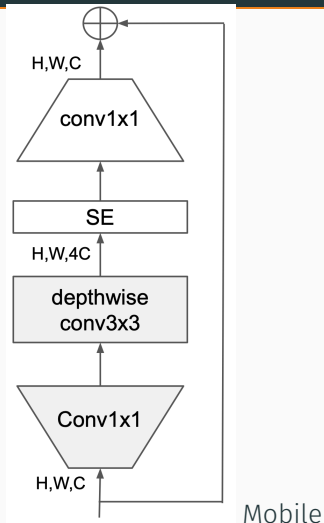 H,W,C
conv1x1
SE
H,W,4C
depthwise
conv3x3
Conv1x1
H,W,C
Mobile